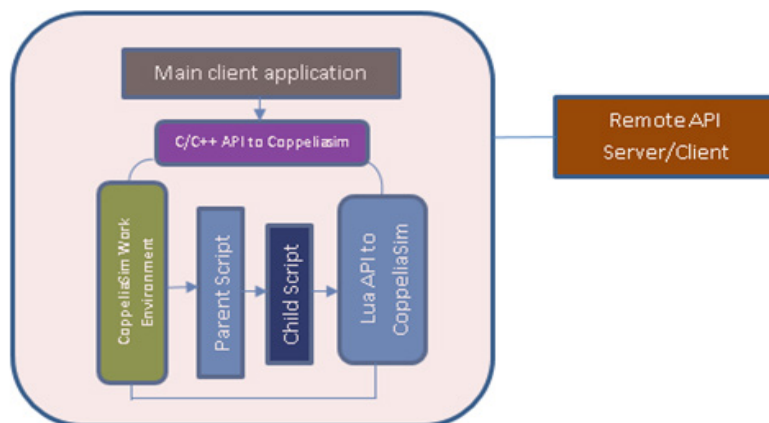 Main client application
C/C++ API to Coppeliasim
Remote API
Server/Client
CoppeliaSim Work
Environment
Parent Script
Child Script
Lua API to
CoppeliaSim